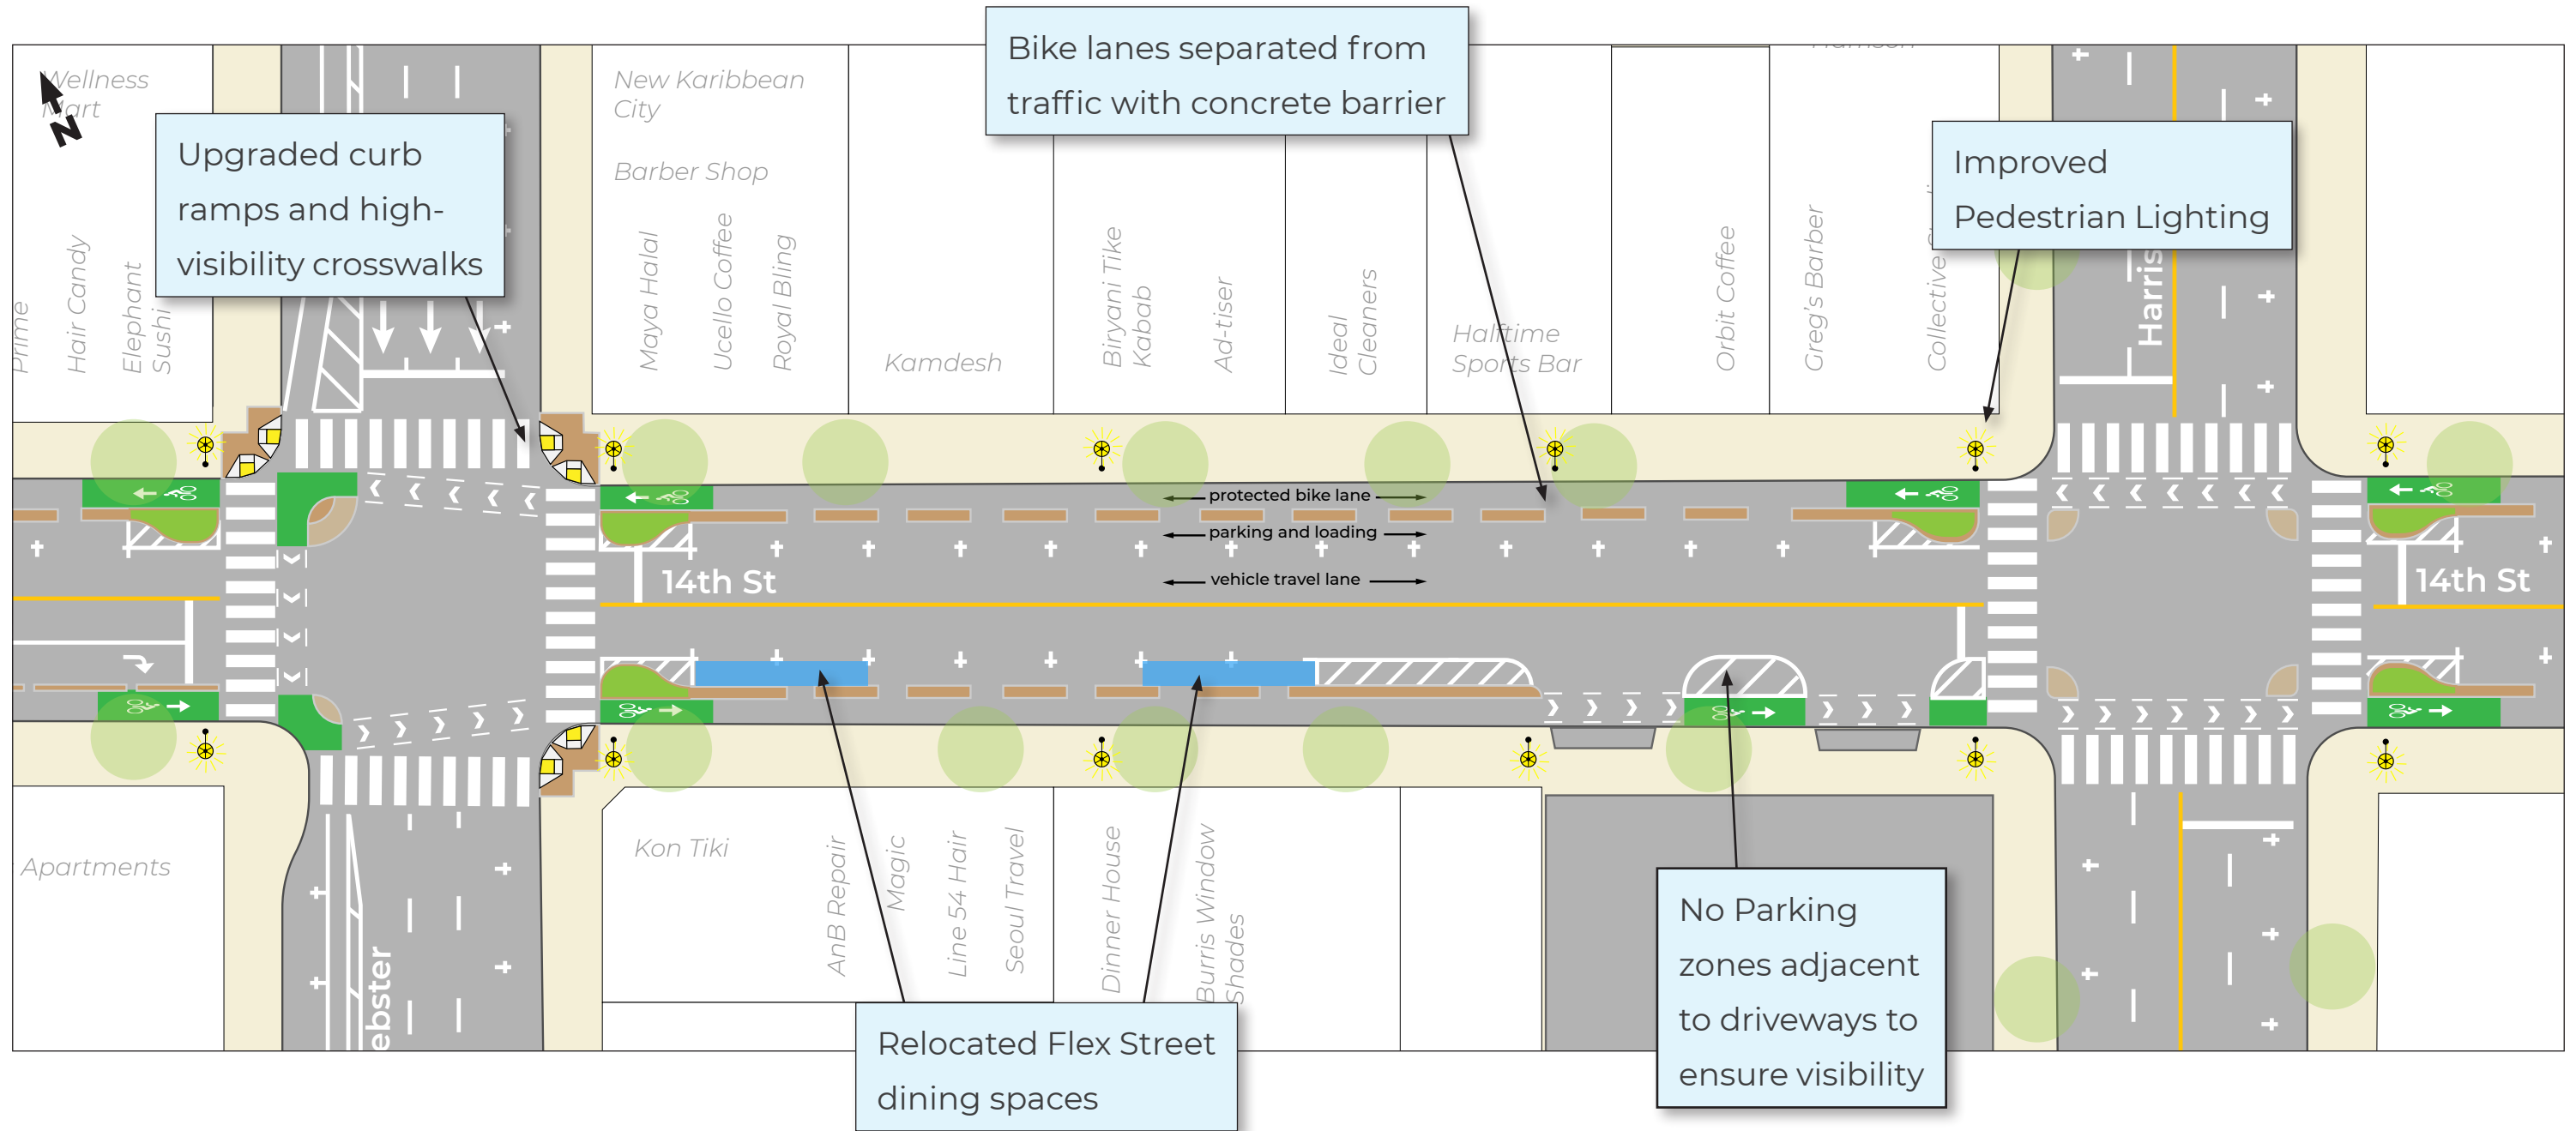 Wellness
Mart
N
Upgraded curb
ramps and high-
visibility crosswalks
Prime
Hair Candy
Elephant
Sushi
New Karibbean
City
Barber Shop
Maya Halal
Ucello Coffee
Royal Bling
Kamdesh
Bike lanes separated from
traffic with concrete barrier
Biryani Tike
Kabab
Ad-tiser
Ideal
Cleaners
Halftime
Sports Bar
Orbit Coffee
Greg's Barber
Collective
Improved
Pedestrian Lighting
Harris
protected bike lane
parking and loading
vehicle travel lane
14th St
14th St
Apartments
ebster
Kon Tiki
AnB Repair
Magic
Line 54 Hair
Seoul Travel
Dinner House
Burris Window
Shades
Relocated Flex Street
dining spaces
No Parking
zones adjacent
to driveways to
ensure visibility